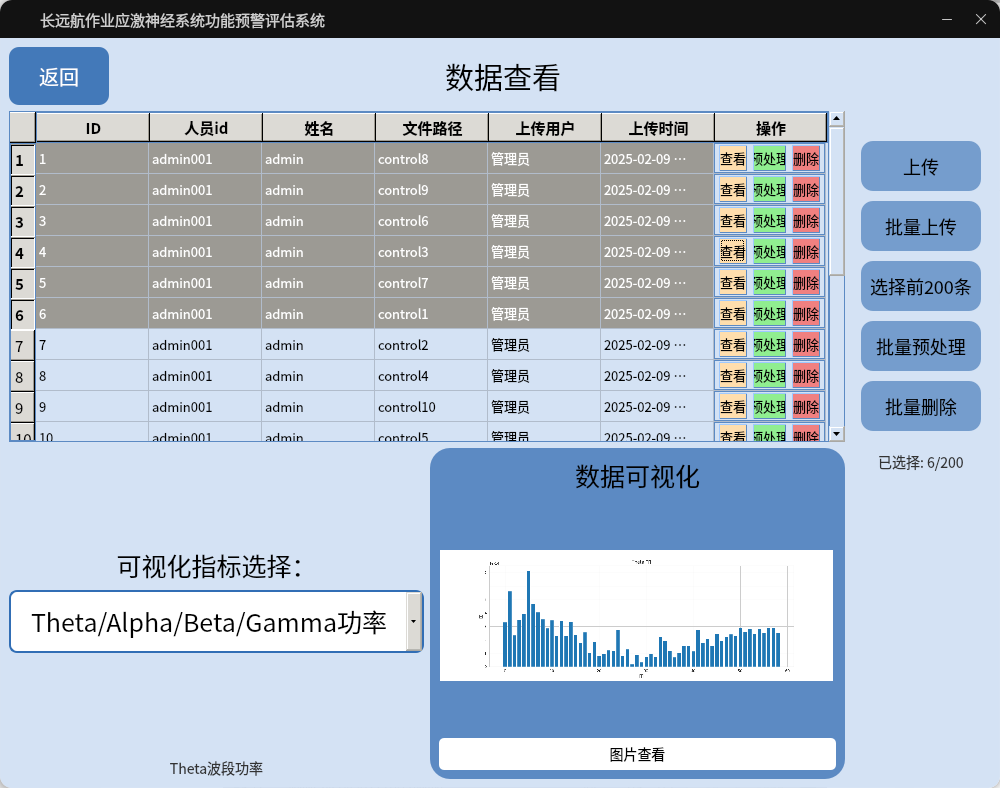 长远航作业应激神经系统功能预警评估系统
返回
数据查看
ID 人员id 姓名 文件路径 上传用户 上传时间 操作
1 1 admin001 admin control8 管理员 2025-02-09 ⋯ 查看 预处理 删除
2 2 admin001 admin control9 管理员 2025-02-09 ⋯ 查看 预处理 删除
3 3 admin001 admin control6 管理员 2025-02-09 ⋯ 查看 预处理 删除
4 4 admin001 admin control3 管理员 2025-02-09 ⋯ 查看 预处理 删除
5 5 admin001 admin control7 管理员 2025-02-09 ⋯ 查看 预处理 删除
6 6 admin001 admin control1 管理员 2025-02-09 ⋯ 查看 预处理 删除
7 7 admin001 admin control2 管理员 2025-02-09 ⋯ 查看 预处理 删除
8 8 admin001 admin control4 管理员 2025-02-09 ⋯ 查看 预处理 删除
9 9 admin001 admin control10 管理员 2025-02-09 ⋯ 查看 预处理 删除
10 10 admin001 admin control5 管理员 2025-02-09 ⋯ 查看 预处理 删除
上传
批量上传
选择前200条
批量预处理
批量删除
已选择: 6/200
可视化指标选择：
Theta/Alpha/Beta/Gamma功率
Theta波段功率
数据可视化
图片查看